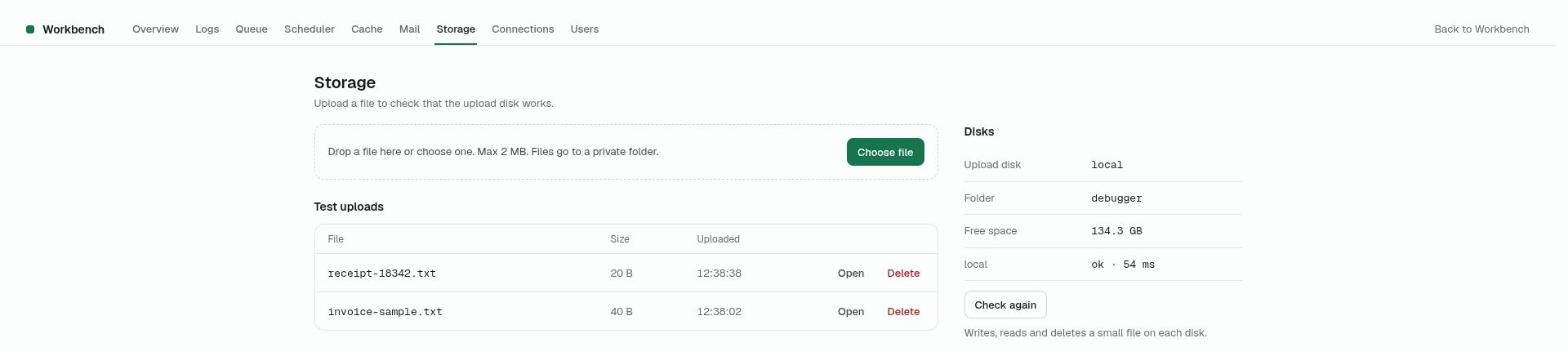 Workbench Overview Logs Queue Scheduler Cache Mail Storage Connections Users Back to Workbench
Storage
Upload a file to check that the upload disk works.
Drop a file here or choose one. Max 2 MB. Files go to a private folder. Choose file
Test uploads
File Size Uploaded
receipt-18342.txt 20 B 12:38:38 Open Delete
invoice-sample.txt 40 B 12:38:02 Open Delete
Disks
Upload disk local
Folder debugger
Free space 134.3 GB
local ok · 54 ms
Check again
Writes, reads and deletes a small file on each disk.